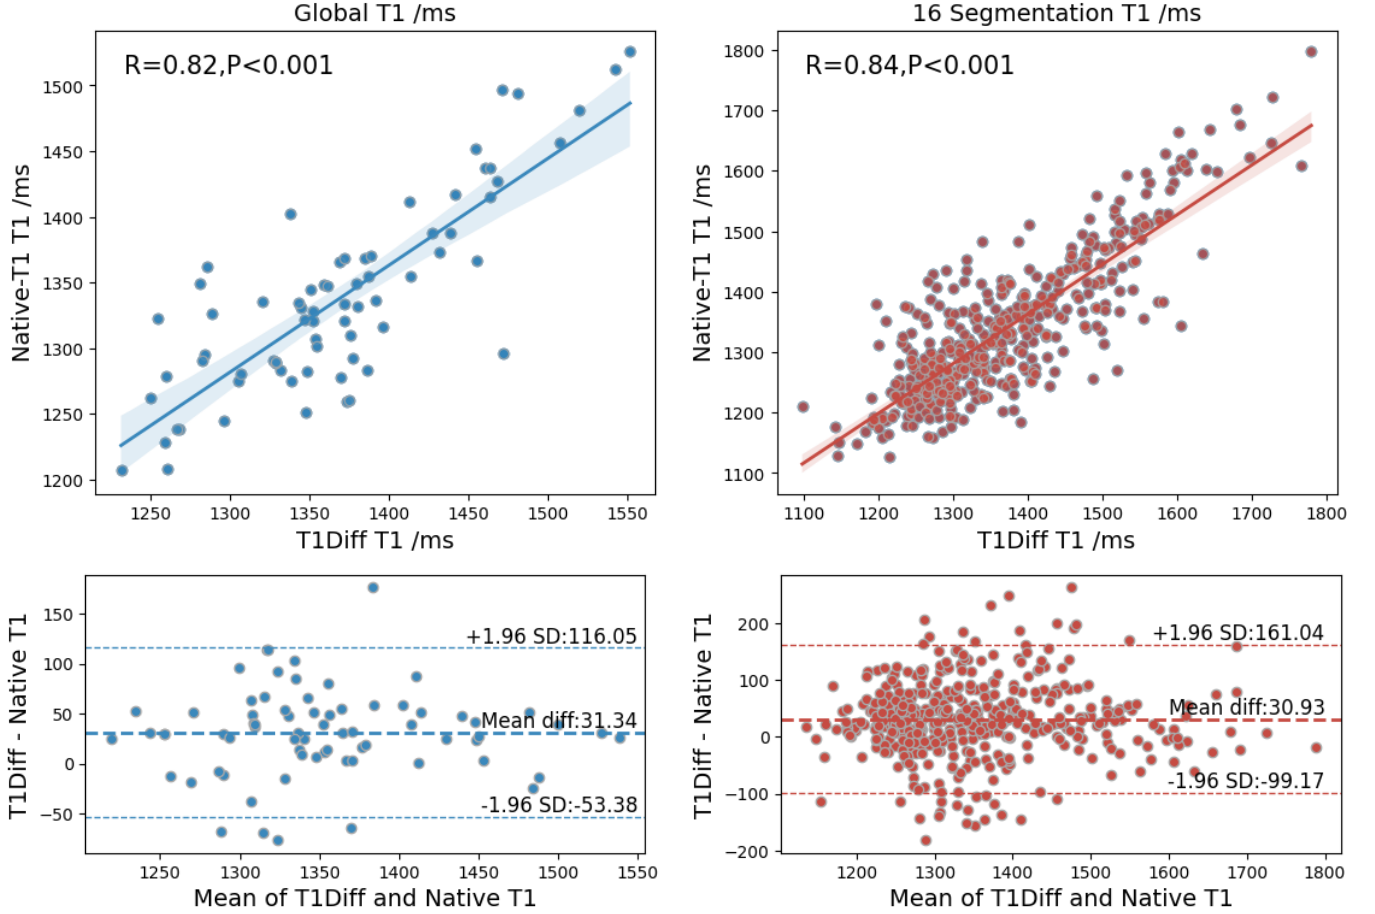 Global T1 /ms
R=0.82,P<0.001
Native-T1 T1 /ms
1500
1450
1400
1350
1300
1250
1200
1250 1300 1350 1400 1450 1500 1550
T1Diff T1 /ms
16 Segmentation T1 /ms
R=0.84,P<0.001
Native-T1 T1 /ms
1800
1700
1600
1500
1400
1300
1200
1100
1100 1200 1300 1400 1500 1600 1700 1800
T1Diff T1 /ms
T1Diff - Native T1
150
100
50
0
−50
+1.96 SD:116.05
Mean diff:31.34
-1.96 SD:-53.38
1250 1300 1350 1400 1450 1500 1550
Mean of T1Diff and Native T1
T1Diff - Native T1
200
100
0
−100
−200
+1.96 SD:161.04
Mean diff:30.93
-1.96 SD:-99.17
1200 1300 1400 1500 1600 1700 1800
Mean of T1Diff and Native T1